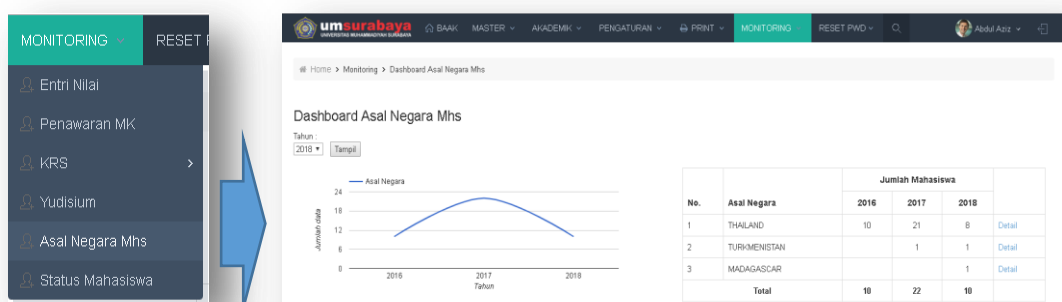 MONITORING
RESET
Entri Nilai
Penawaran MK
KRS
Yudisium
Asal Negara Mhs
Status Mahasiswa
umsurabaya
UNIVERSITAS MUHAMMADIYAH SURABAYA
BAAK MASTER AKADEMIK PENGATURAN PRINT MONITORING RESET PWD Abdul Aziz
Home > Monitoring > Dashboard Asal Negara Mhs
Dashboard Asal Negara Mhs
Tahun :
2018 Tampil
Asal Negara
24
18
12
6
0
Jumlah data
2016 2017 2018
Tahun
Jumlah Mahasiswa
No. Asal Negara 2016 2017 2018
1 THAILAND 10 21 8 Detail
2 TURKMENISTAN 1 1 Detail
3 MADAGASCAR 1 Detail
Total 10 22 10